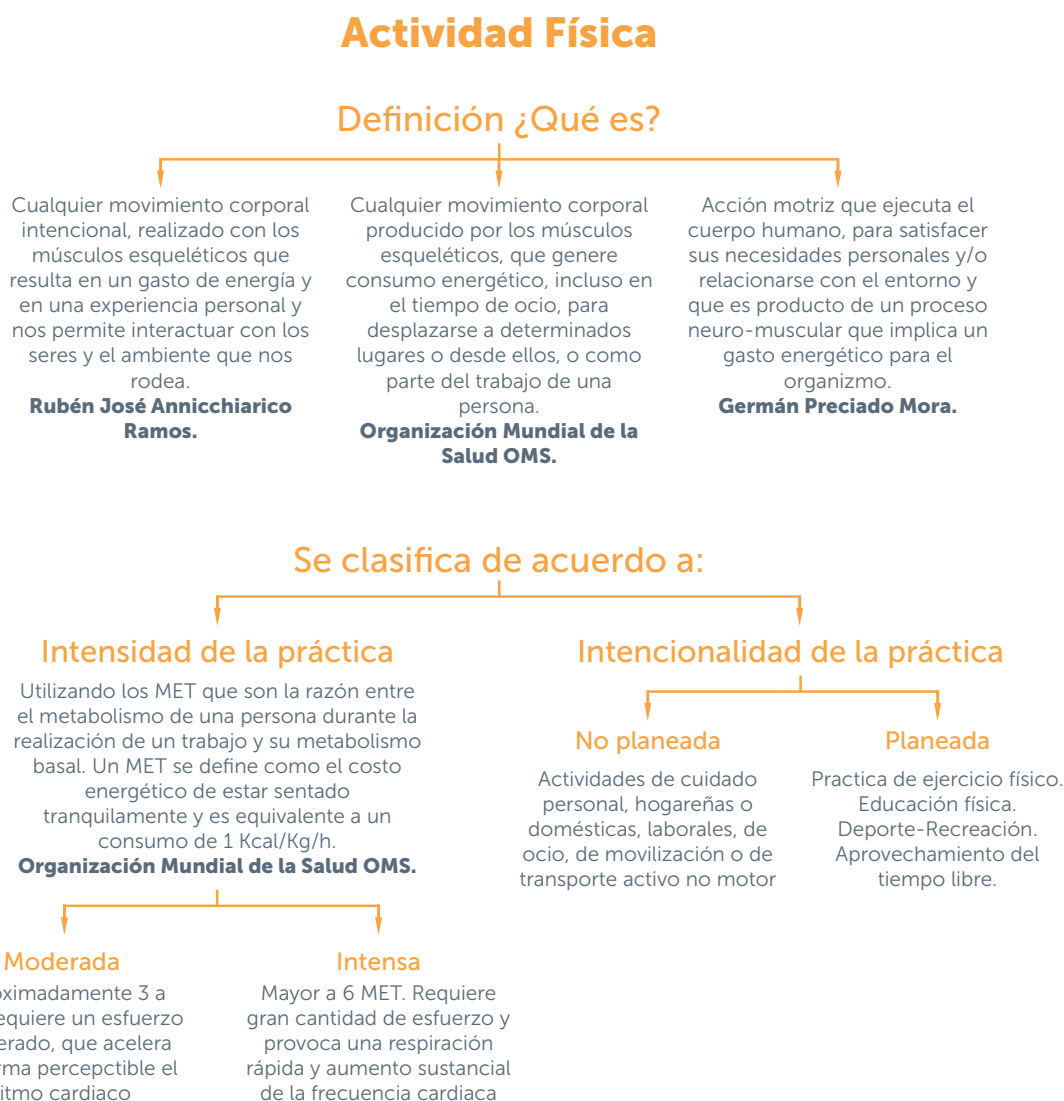 Actividad Física
Definición ¿Qué es?
Cualquier movimiento corporal
intencional, realizado con los
músculos esqueléticos que
resulta en un gasto de energía y
en una experiencia personal y
nos permite interactuar con los
seres y el ambiente que nos
rodea.
Rubén José Annicchiarico
Ramos.
Cualquier movimiento corporal
producido por los músculos
esqueléticos, que genere
consumo energético, incluso en
el tiempo de ocio, para
desplazarse a determinados
lugares o desde ellos, o como
parte del trabajo de una
persona.
Organización Mundial de la
Salud OMS.
Acción motriz que ejecuta el
cuerpo humano, para satisfacer
sus necesidades personales y/o
relacionarse con el entorno y
que es producto de un proceso
neuro-muscular que implica un
gasto energético para el
organizmo.
Germán Preciado Mora.
Se clasifica de acuerdo a:
Intensidad de la práctica
Utilizando los MET que son la razón entre
el metabolismo de una persona durante la
realización de un trabajo y su metabolismo
basal. Un MET se define como el costo
energético de estar sentado
tranquilamente y es equivalente a un
consumo de 1 Kcal/Kg/h.
Organización Mundial de la Salud OMS.
Moderada
oximadamente 3 a
equiere un esfuerzo
erado, que acelera
rma percepctible el
itmo cardiaco
Intensa
Mayor a 6 MET. Requiere
gran cantidad de esfuerzo y
provoca una respiración
rápida y aumento sustancial
de la frecuencia cardiaca
Intencionalidad de la práctica
No planeada
Actividades de cuidado
personal, hogareñas o
domésticas, laborales, de
ocio, de movilización o de
transporte activo no motor
Planeada
Practica de ejercicio físico.
Educación física.
Deporte-Recreación.
Aprovechamiento del
tiempo libre.